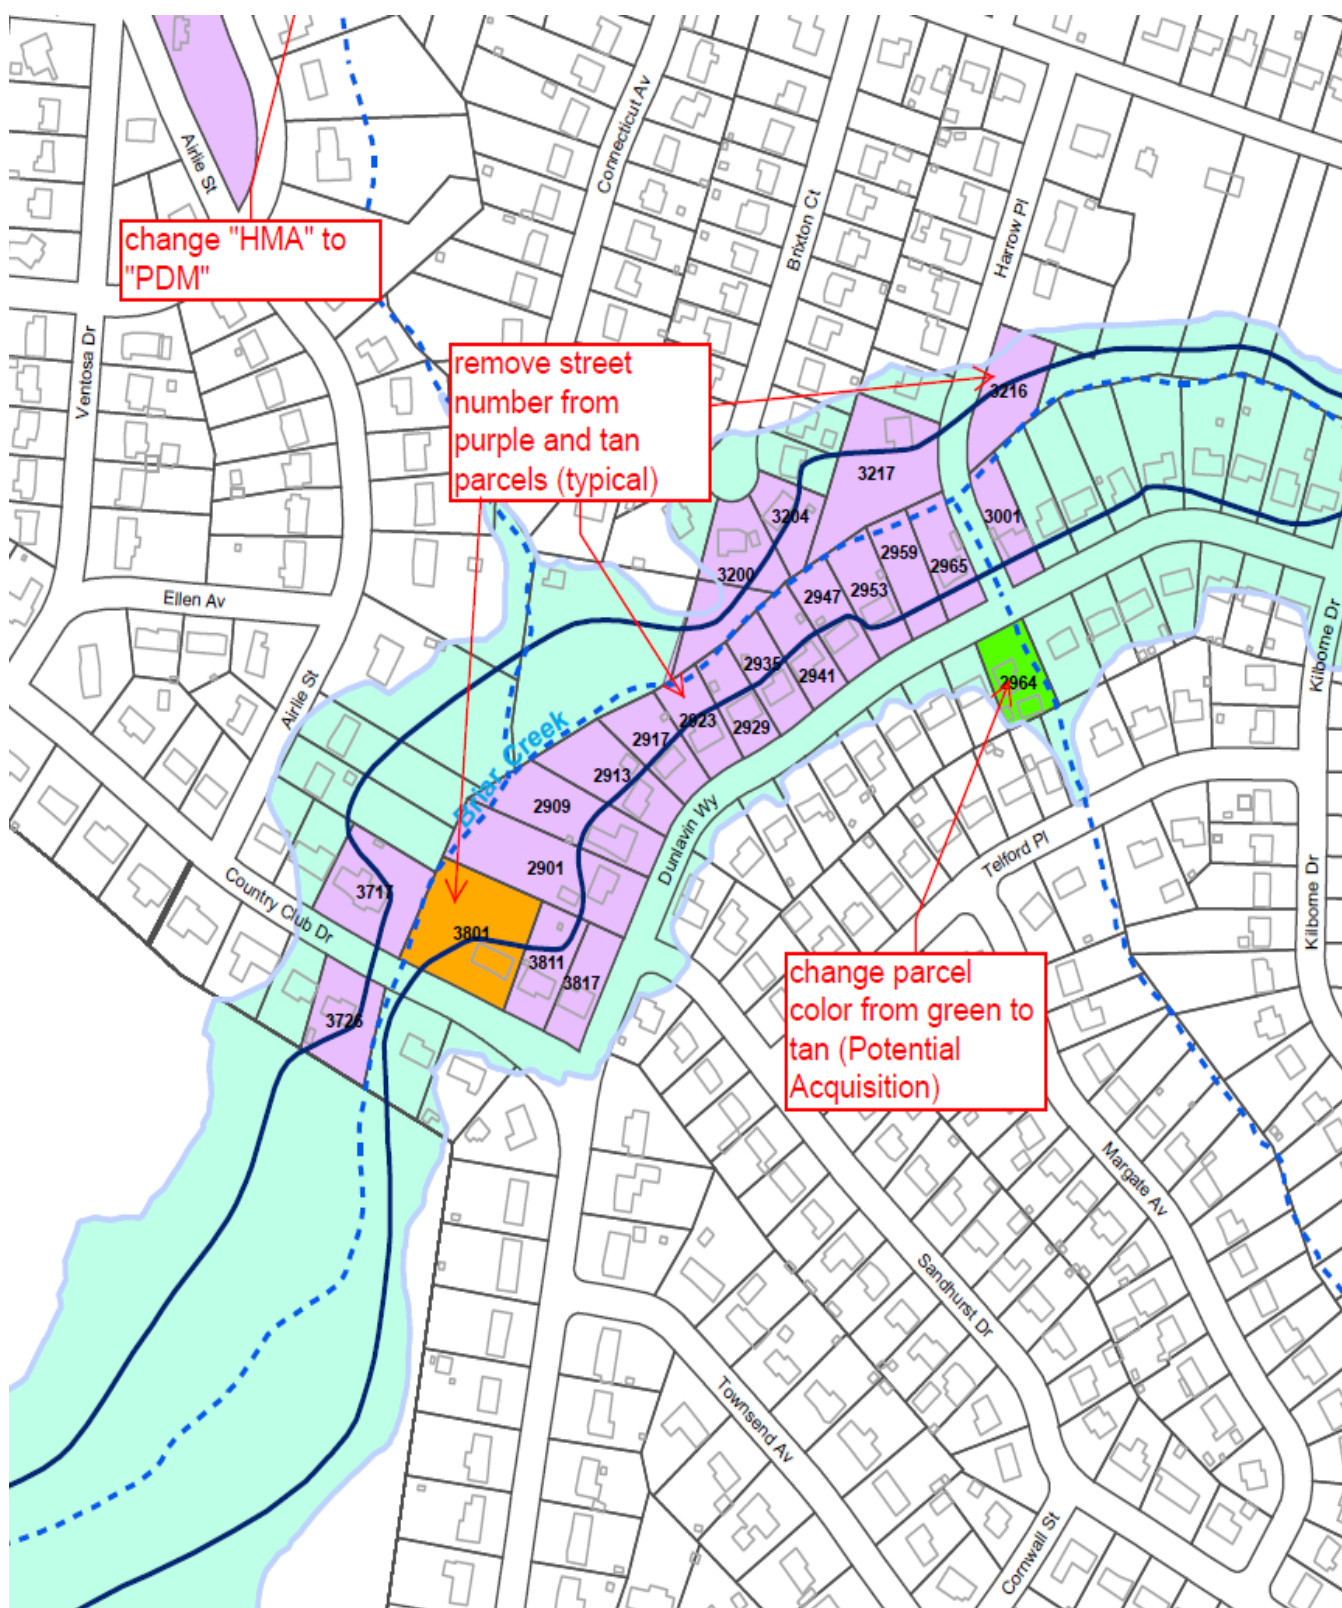 Connecticut Av
Airlie St
Brixton Ct
Harrow Pl
change "HMA" to
"PDM"
Ventosa Dr
remove street
number from
purple and tan
parcels (typical)
3216
3217
3204
3001
2959
2965
3200
2947
2953
Ellen Av
Kilborne Dr
2935
2941
2964
Airlie St
2923
2929
2917
Briar Creek
2913
2909
Dunlavin Wy
Telford Pl
2901
3717
Country Club Dr
3801
Kilborne Dr
3811
3817
change parcel
color from green to
tan (Potential
Acquisition)
3726
Margate Av
Sandhurst Dr
Townsend Av
Cornwall St